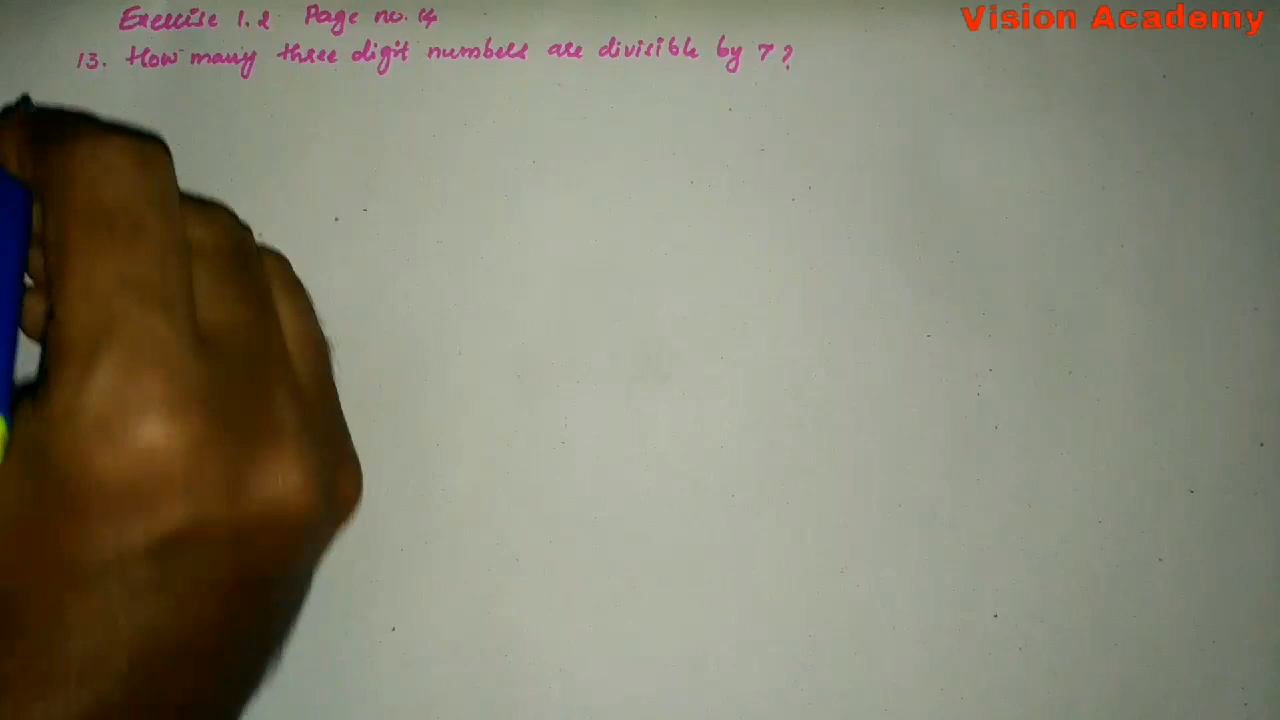 Exercise 1.2 Page no. 14
Vision Academy
13. How many three digit numbers are divisible by 7?